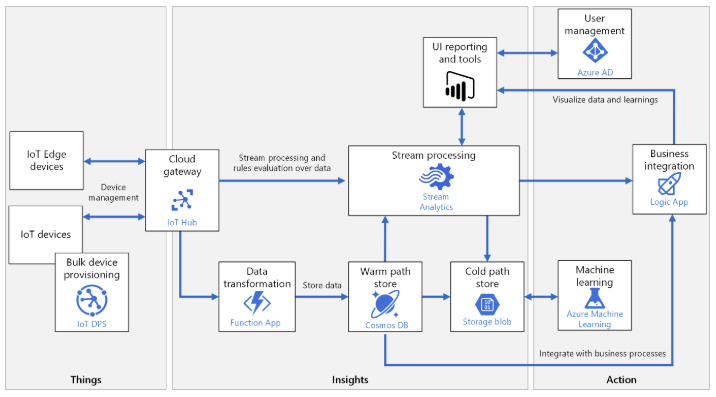 User
management
Azure AD
UI reporting
and tools
Visualize data and learnings
IoT Edge
devices
Cloud
gateway
IoT Hub
Stream processing and
rules evaluation over data
Stream processing
Stream
Analytics
Business
integration
Logic App
Device
management
IoT devices
Bulk device
provisioning
IoT DPS
Data
transformation
Function App
Store data
Warm path
store
Cosmos DB
Cold path
store
Storage blob
Machine
learning
Azure Machine
Learning
Integrate with business processes
Things
Insights
Action